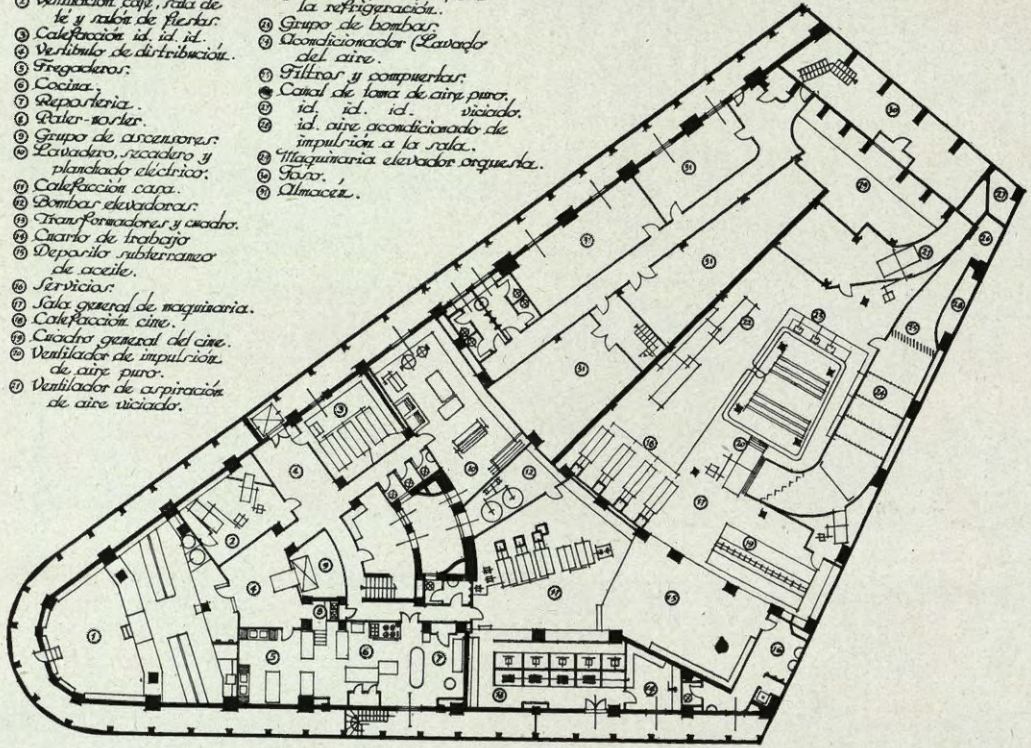 ② Ventilación café, sala de
té y salón de fiestas.
③ Calefacción id. id. id.
④ Vestíbulo de distribución.
⑤ Fregaderos.
⑥ Cocina.
⑦ Repostería.
⑧ Pater-noster.
⑨ Grupo de ascensores.
⑩ Lavadero, secadero y
planchado eléctrico.
⑪ Calefacción casa.
⑫ Bombas elevadoras.
⑬ Transformadores y cuadro.
⑭ Cuarto de trabajo
⑮ Deposito subterraneo
de aceite.
⑯ Servicios.
⑰ Sala general de maquinaria.
⑱ Calefacción cine.
⑲ Cuadro general del cine.
⑳ Ventilador de impulsión
de aire puro.
㉑ Ventilador de aspiración
de aire viciado.
la refrigeración.
Grupo de bombas.
Acondicionador (Lavado
del aire.
Filtros y compuertas.
Canal de toma de aire puro.
id. id. id. viciado.
id. aire acondicionado de
impulsión a la sala.
Maquinaria elevador orquesta.
Foso.
Almacén.